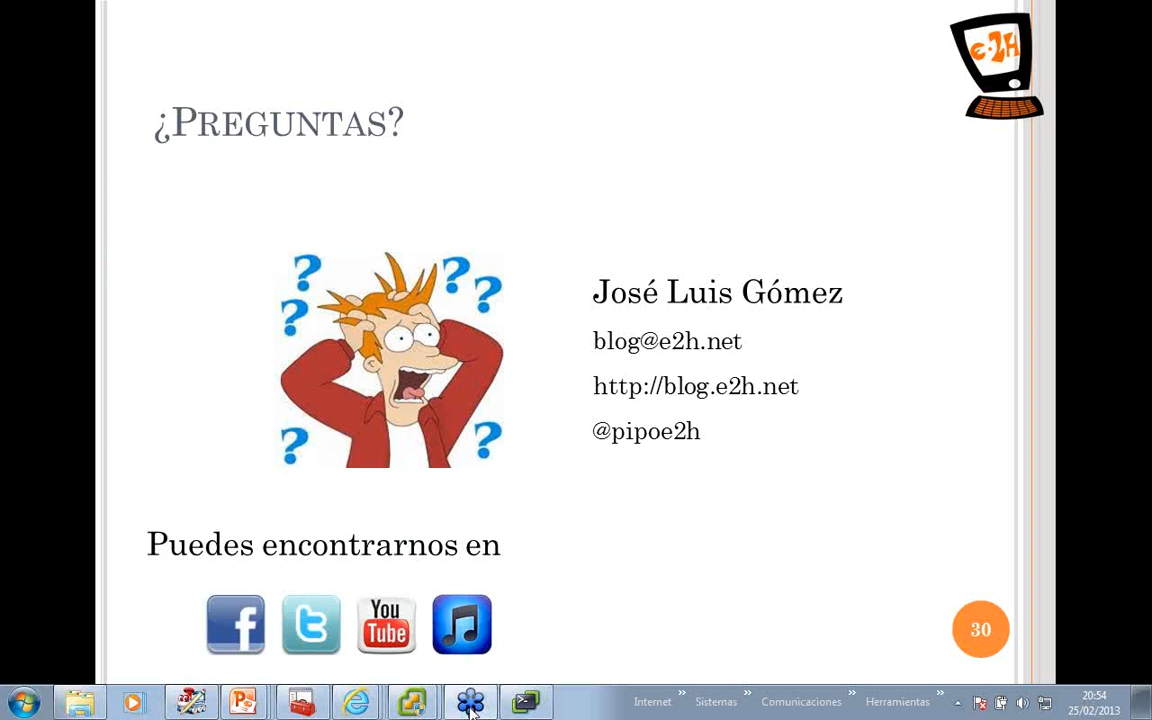 e·2H
¿PREGUNTAS?
? ? ? ? ? ?
José Luis Gómez
blog@e2h.net
http://blog.e2h.net
@pipoe2h
Puedes encontrarnos en
f t You Tube
30
Internet » Sistemas » Comunicaciones » Herramientas »
20:54
25/02/2013